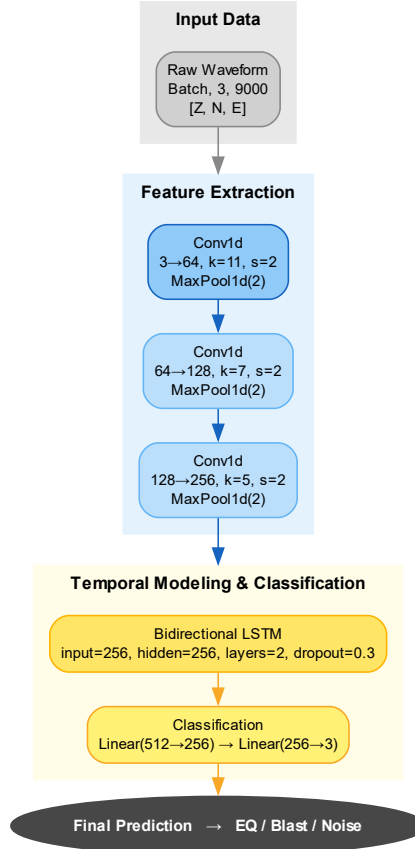 Input Data
Raw Waveform
Batch, 3, 9000
[Z, N, E]
Feature Extraction
Conv1d
3→64, k=11, s=2
MaxPool1d(2)
Conv1d
64→128, k=7, s=2
MaxPool1d(2)
Conv1d
128→256, k=5, s=2
MaxPool1d(2)
Temporal Modeling & Classification
Bidirectional LSTM
input=256, hidden=256, layers=2, dropout=0.3
Classification
Linear(512→256) → Linear(256→3)
Final Prediction → EQ / Blast / Noise